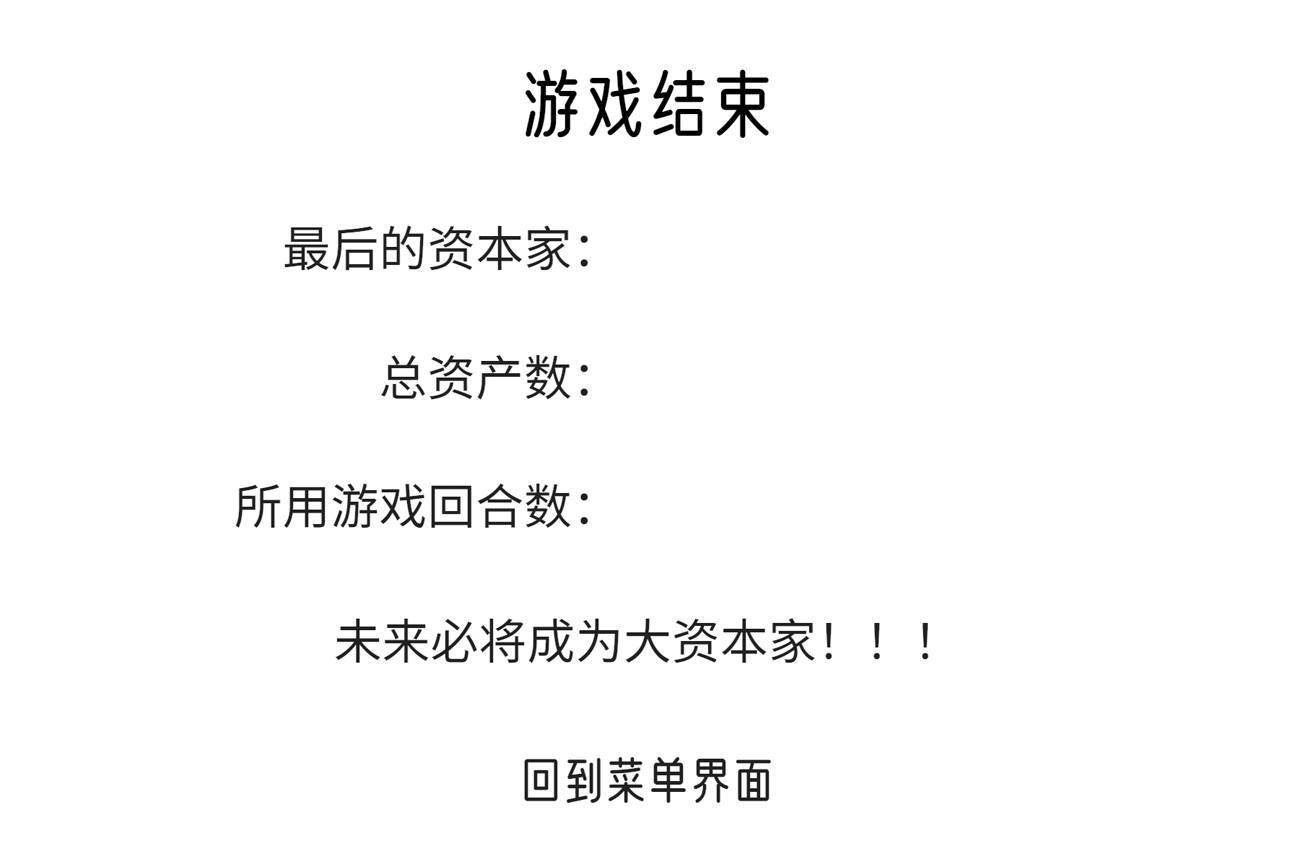 游戏结束
最后的资本家：
总资产数：
所用游戏回合数：
未来必将成为大资本家！！！
回到菜单界面